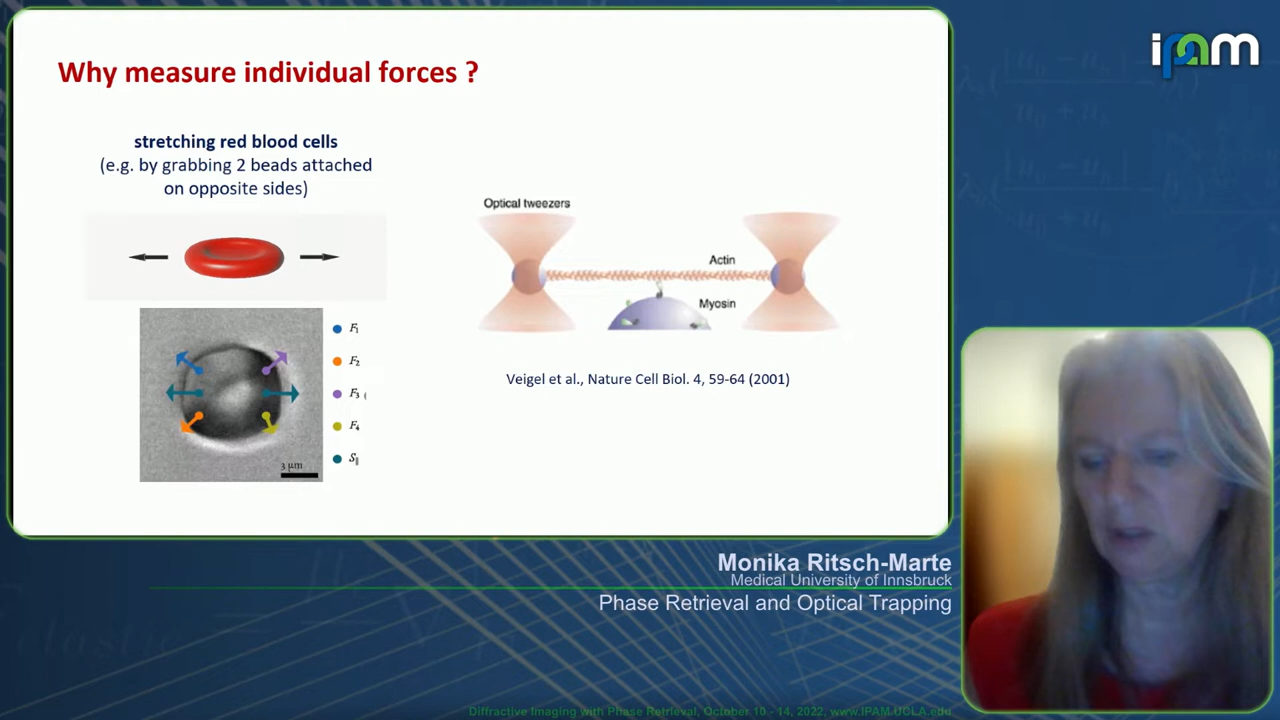 Why measure individual forces ?
ipam
stretching red blood cells
(e.g. by grabbing 2 beads attached
on opposite sides)
Optical tweezers
Actin
Myosin
Veigel et al., Nature Cell Biol. 4, 59-64 (2001)
F1
F2
F3 (
F4
S∥
3 µm
Monika Ritsch-Marte
Medical University of Innsbruck
Phase Retrieval and Optical Trapping
Diffractive Imaging with Phase Retrieval, October 10 - 14, 2022, www.IPAM.UCLA.edu